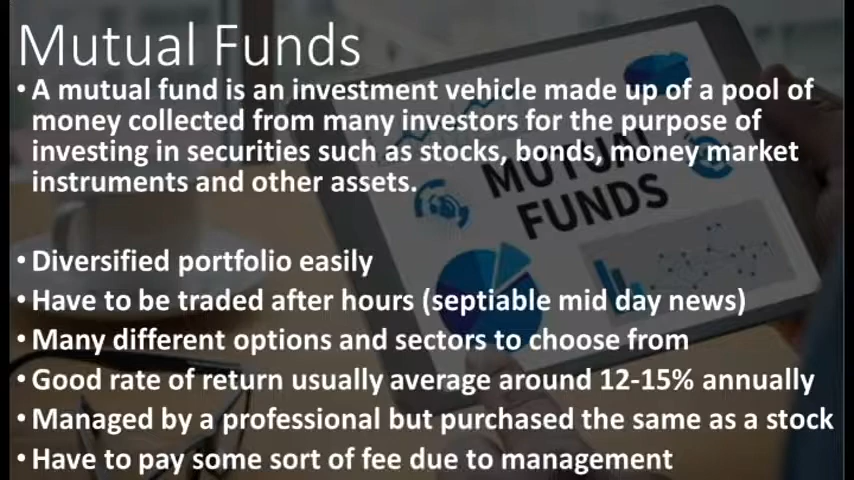 Mutual Funds
• A mutual fund is an investment vehicle made up of a pool of
money collected from many investors for the purpose of
investing in securities such as stocks, bonds, money market
instruments and other assets.
MUTUAL
FUNDS
• Diversified portfolio easily
• Have to be traded after hours (septiable mid day news)
• Many different options and sectors to choose from
• Good rate of return usually average around 12-15% annually
• Managed by a professional but purchased the same as a stock
• Have to pay some sort of fee due to management